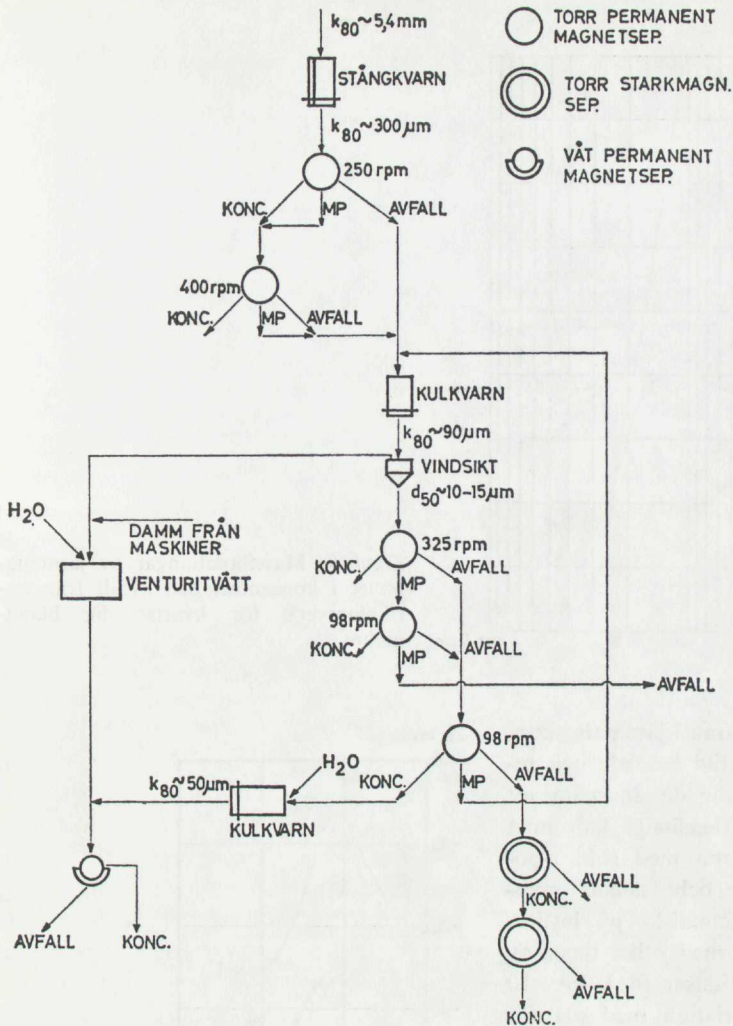 k80~5,4mm
STÅNGKVARN
k80~300µm
250 rpm
KONC.
MP
AVFALL
400rpm
KONC.
MP
AVFALL
KULKVARN
k80~90µm
VINDSIKT
d50~10-15µm
H2O
DAMM FRÅN
MASKINER
VENTURITVÄTT
325 rpm
KONC.
MP
AVFALL
98rpm
KONC.
MP
AVFALL
AVFALL
98rpm
KONC.
MP
AVFALL
H2O
k80~50µm
KULKVARN
AVFALL
KONC.
AVFALL
KONC.
AVFALL
KONC.
TORR PERMANENT
MAGNETSEP.
TORR STARKMAGN.
SEP.
VÅT PERMANENT
MAGNETSEP.